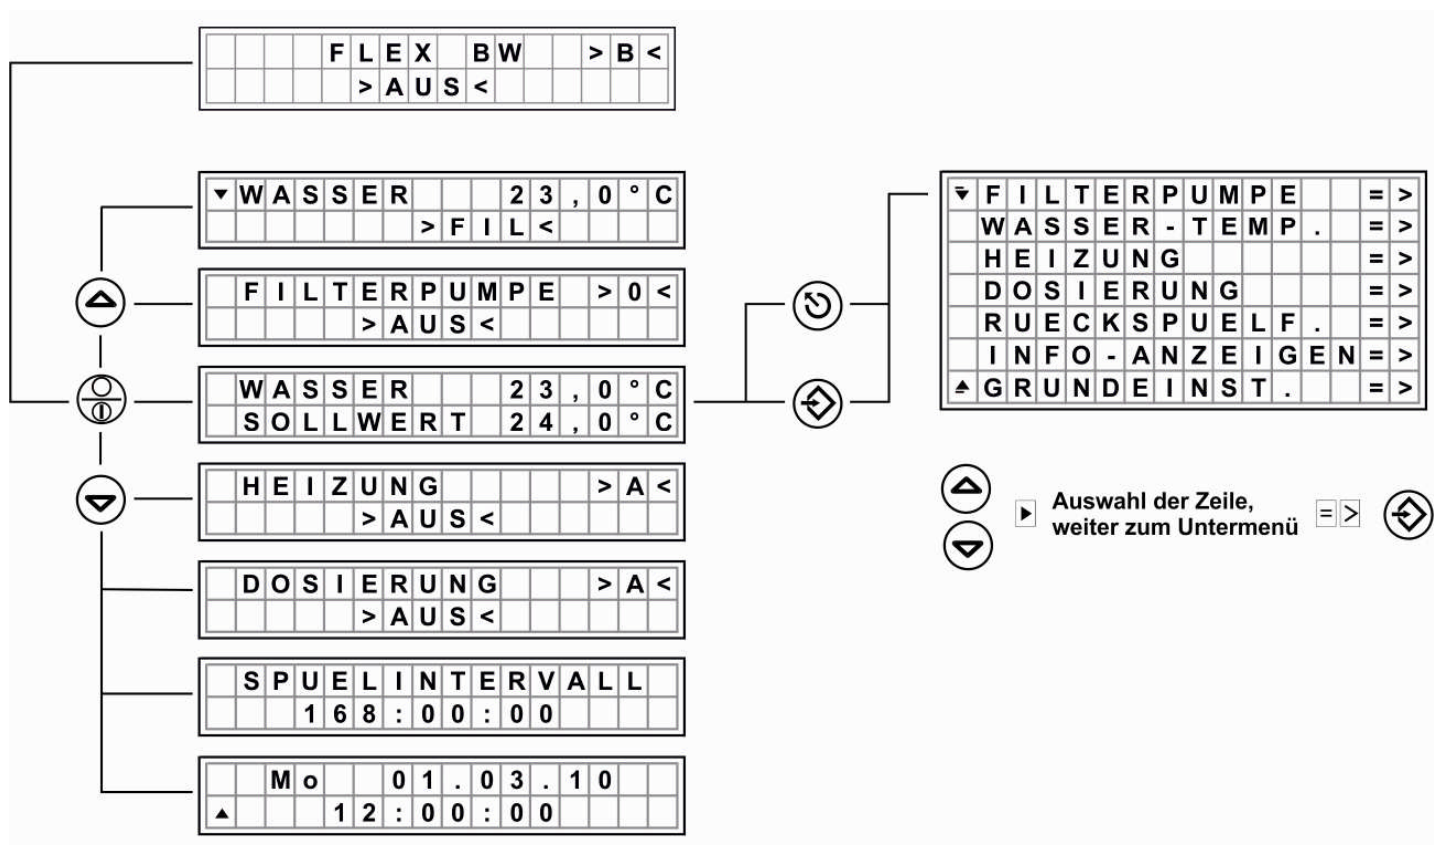 FLEX BW >B<
>AUS<
▼WASSER 23,0°C
>FIL<
FILTERPUMPE >0<
>AUS<
WASSER 23,0°C
SOLLWERT 24,0°C
HEIZUNG >A<
>AUS<
DOSIERUNG >A<
>AUS<
SPUELINTERVALL
168:00:00
Mo 01.03.10
▲ 12:00:00
FILTERPUMPE =>
WASSER-TEMP. =>
HEIZUNG =>
DOSIERUNG =>
RUECKSPUELF. =>
INFO-ANZEIGEN=>
GRUNDEINST. =>
Auswahl der Zeile,
weiter zum Untermenü =>